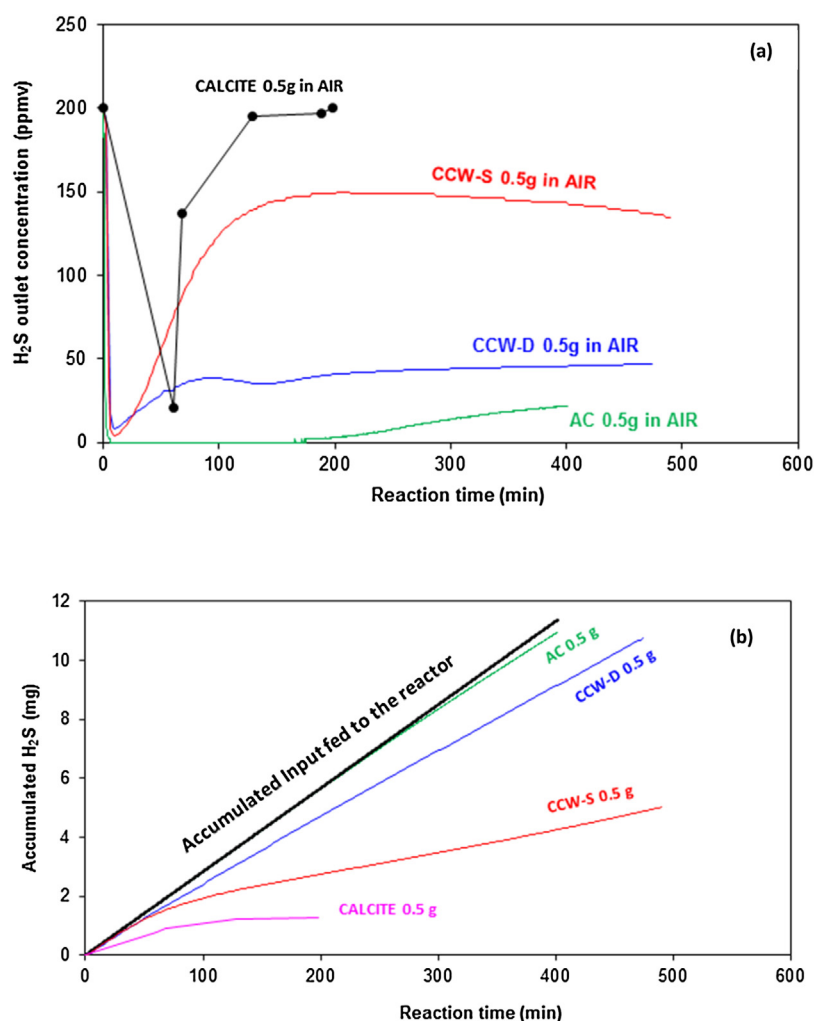 (a)
250
200
150
100
50
0
H₂S outlet concentration (ppmv)
CALCITE 0.5g in AIR
CCW-S 0.5g in AIR
CCW-D 0.5g in AIR
AC 0.5g in AIR
0 100 200 300 400 500 600
Reaction time (min)
(b)
12
10
8
6
4
2
0
Accumulated H₂S (mg)
Accumulated Input fed to the reactor
AC 0.5 g
CCW-D 0.5 g
CCW-S 0.5 g
CALCITE 0.5 g
0 100 200 300 400 500 600
Reaction time (min)